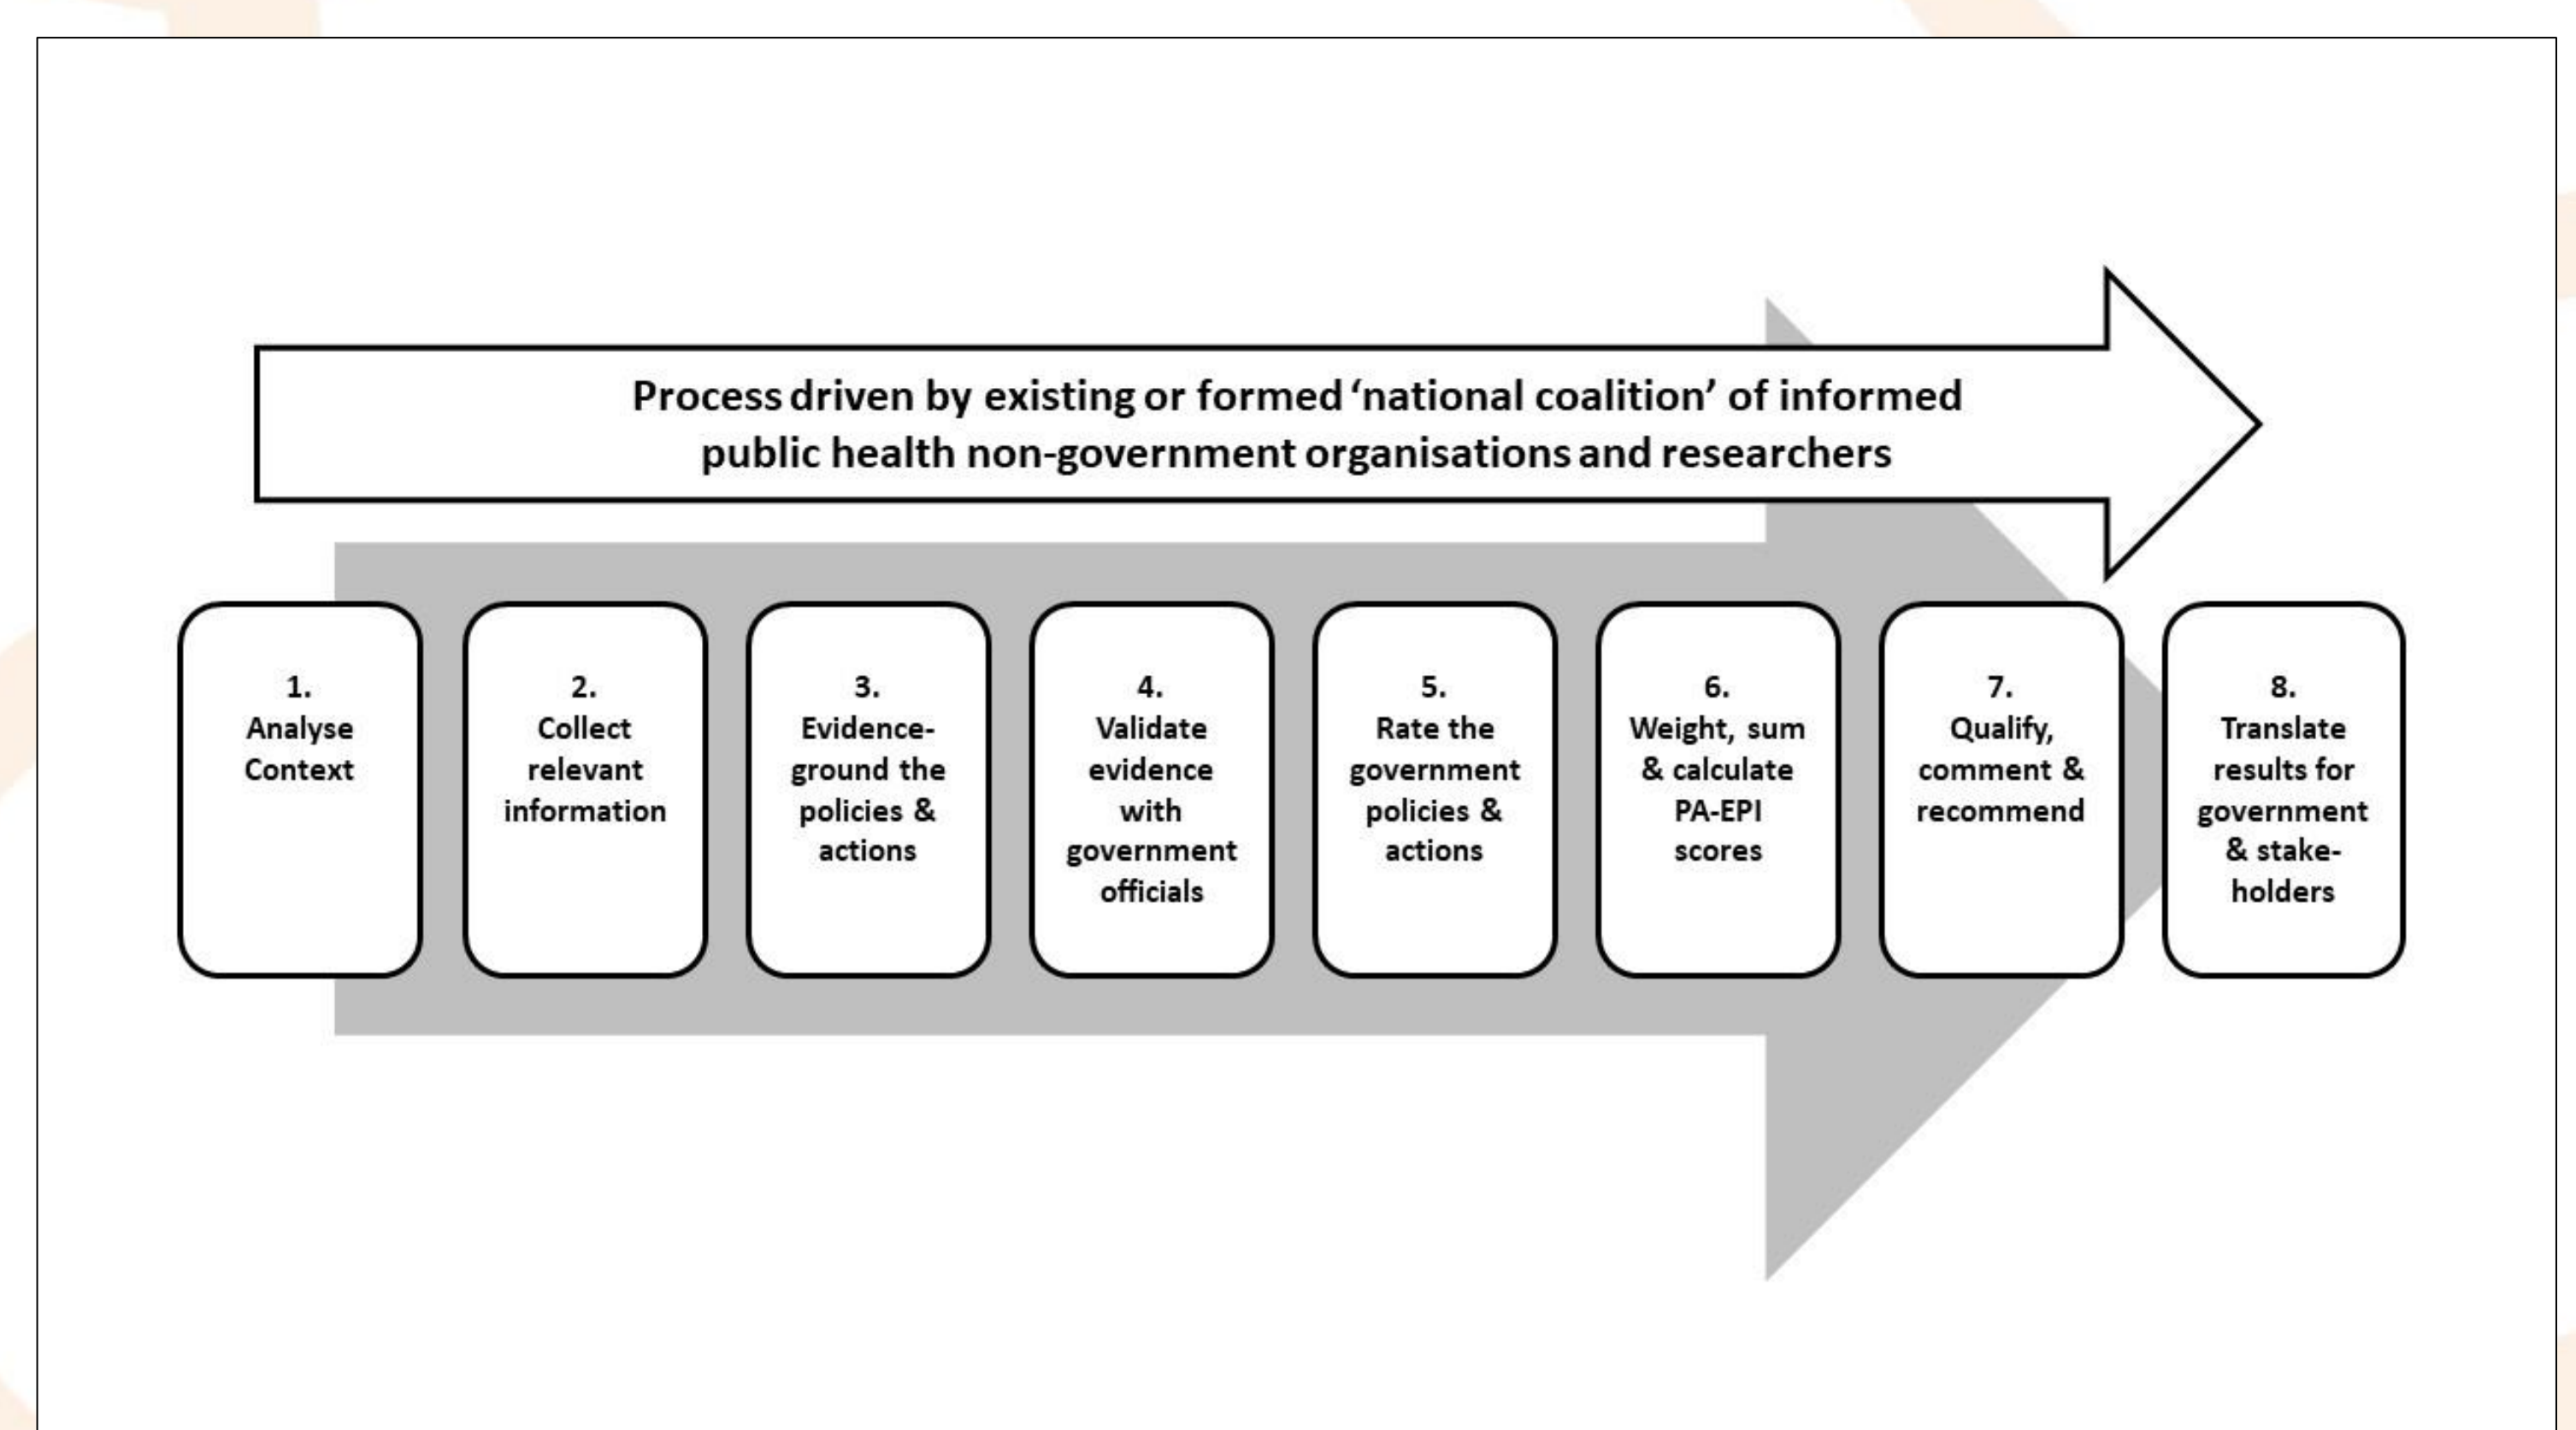 Process driven by existing or formed ‘national coalition’ of informed
public health non-government organisations and researchers
1.
Analyse
Context
2.
Collect
relevant
information
3.
Evidence-
ground the
policies &
actions
4.
Validate
evidence
with
government
officials
5.
Rate the
government
policies &
actions
6.
Weight, sum
& calculate
PA-EPI
scores
7.
Qualify,
comment &
recommend
8.
Translate
results for
government
& stake-
holders